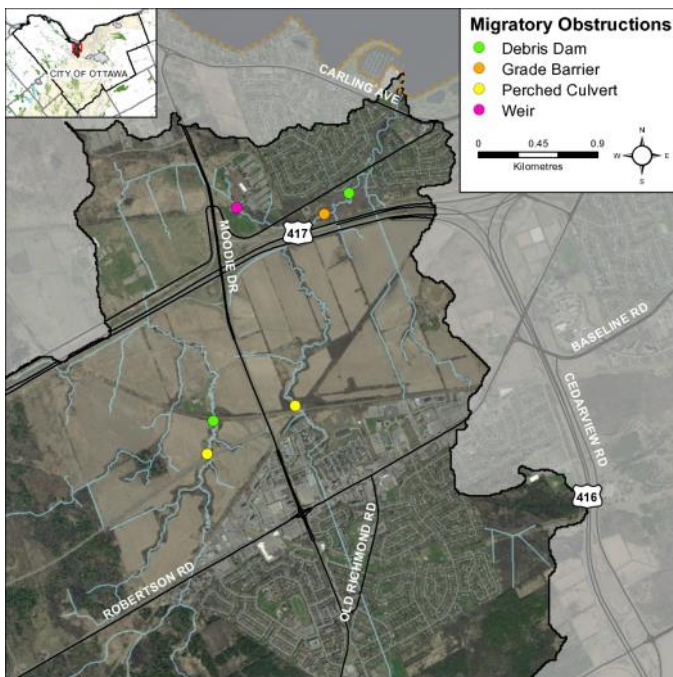 CITY OF OTTAWA
Migratory Obstructions
Debris Dam
Grade Barrier
Perched Culvert
Weir
0 0.45 0.9
Kilometres
N
W E
S
CARLING AVE
417
MOODIE DR
BASELINE RD
CEDARVIEW RD
416
OLD RICHMOND RD
ROBERTSON RD